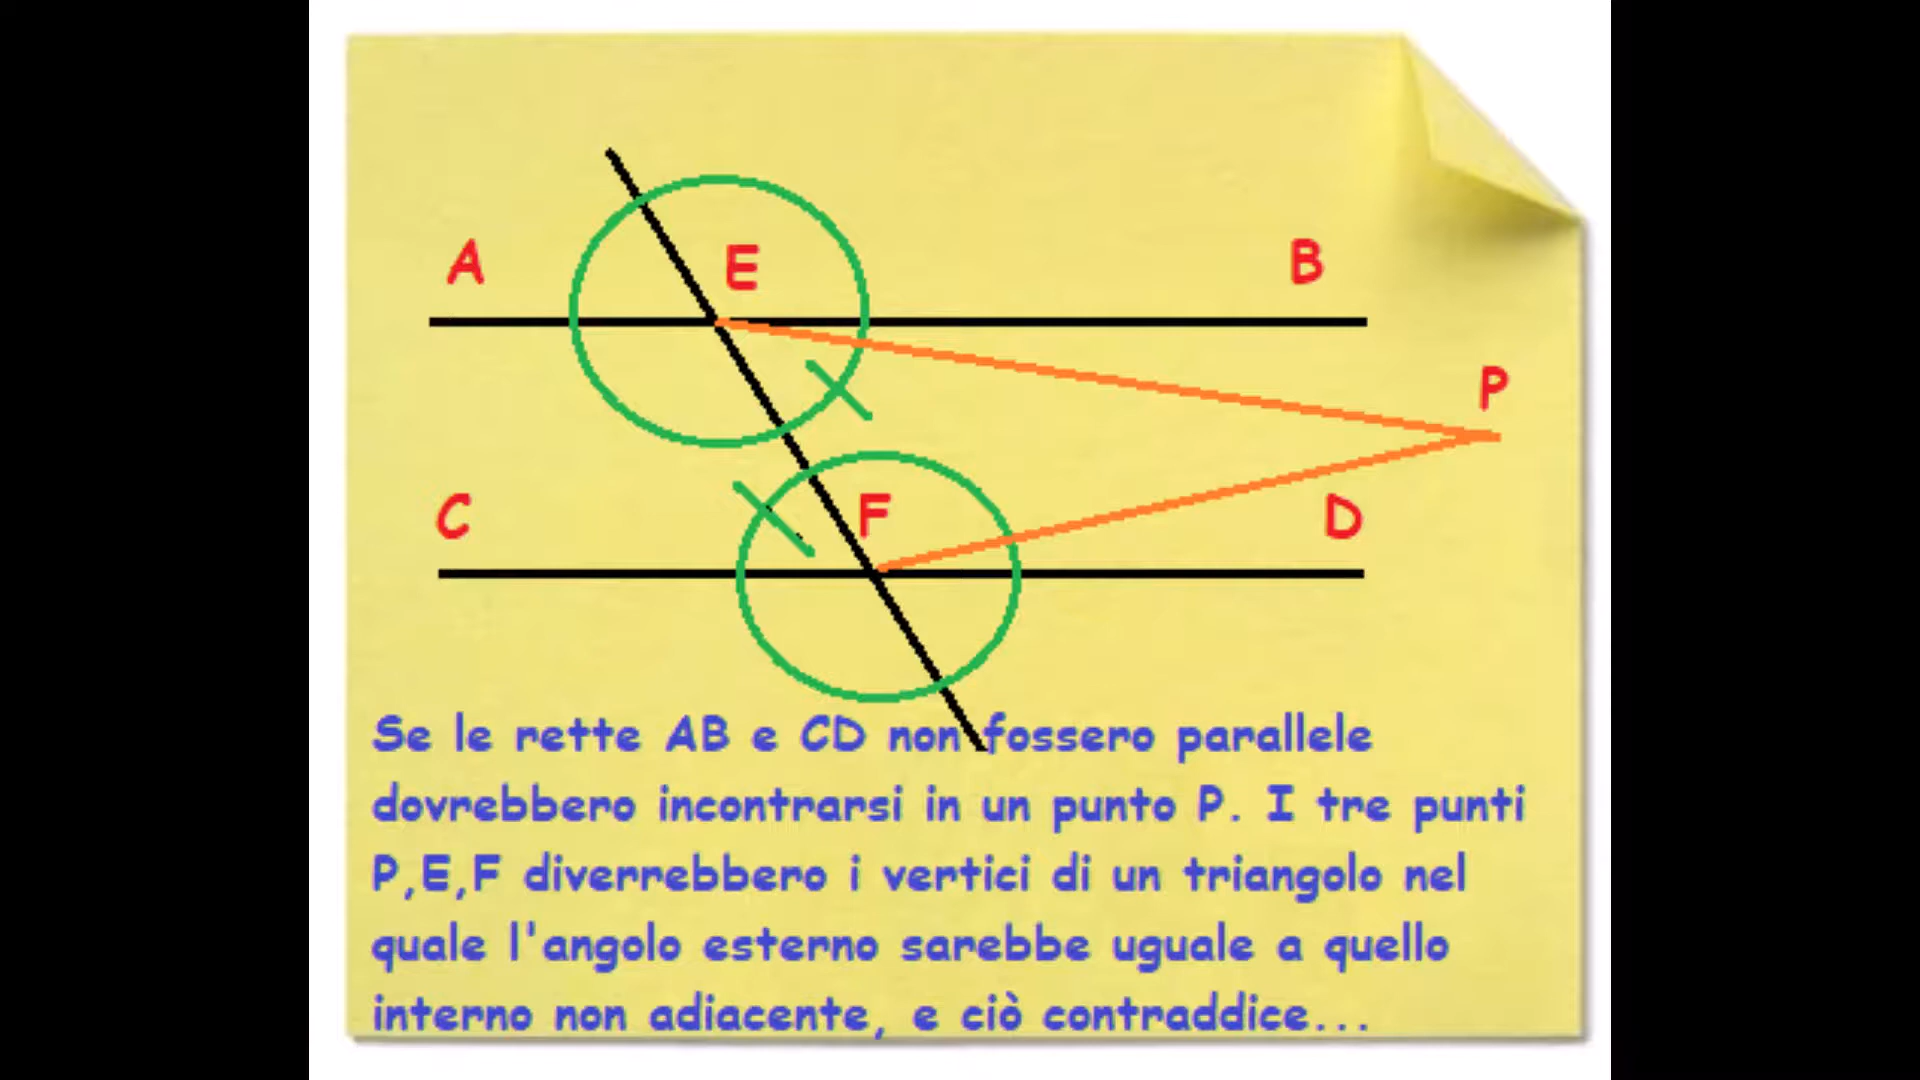 A
E
B
P
C
F
D
Se le rette AB e CD non fossero parallele
dovrebbero incontrarsi in un punto P. I tre punti
P,E,F diverrebbero i vertici di un triangolo nel
quale l'angolo esterno sarebbe uguale a quello
interno non adiacente, e ciò contraddice...